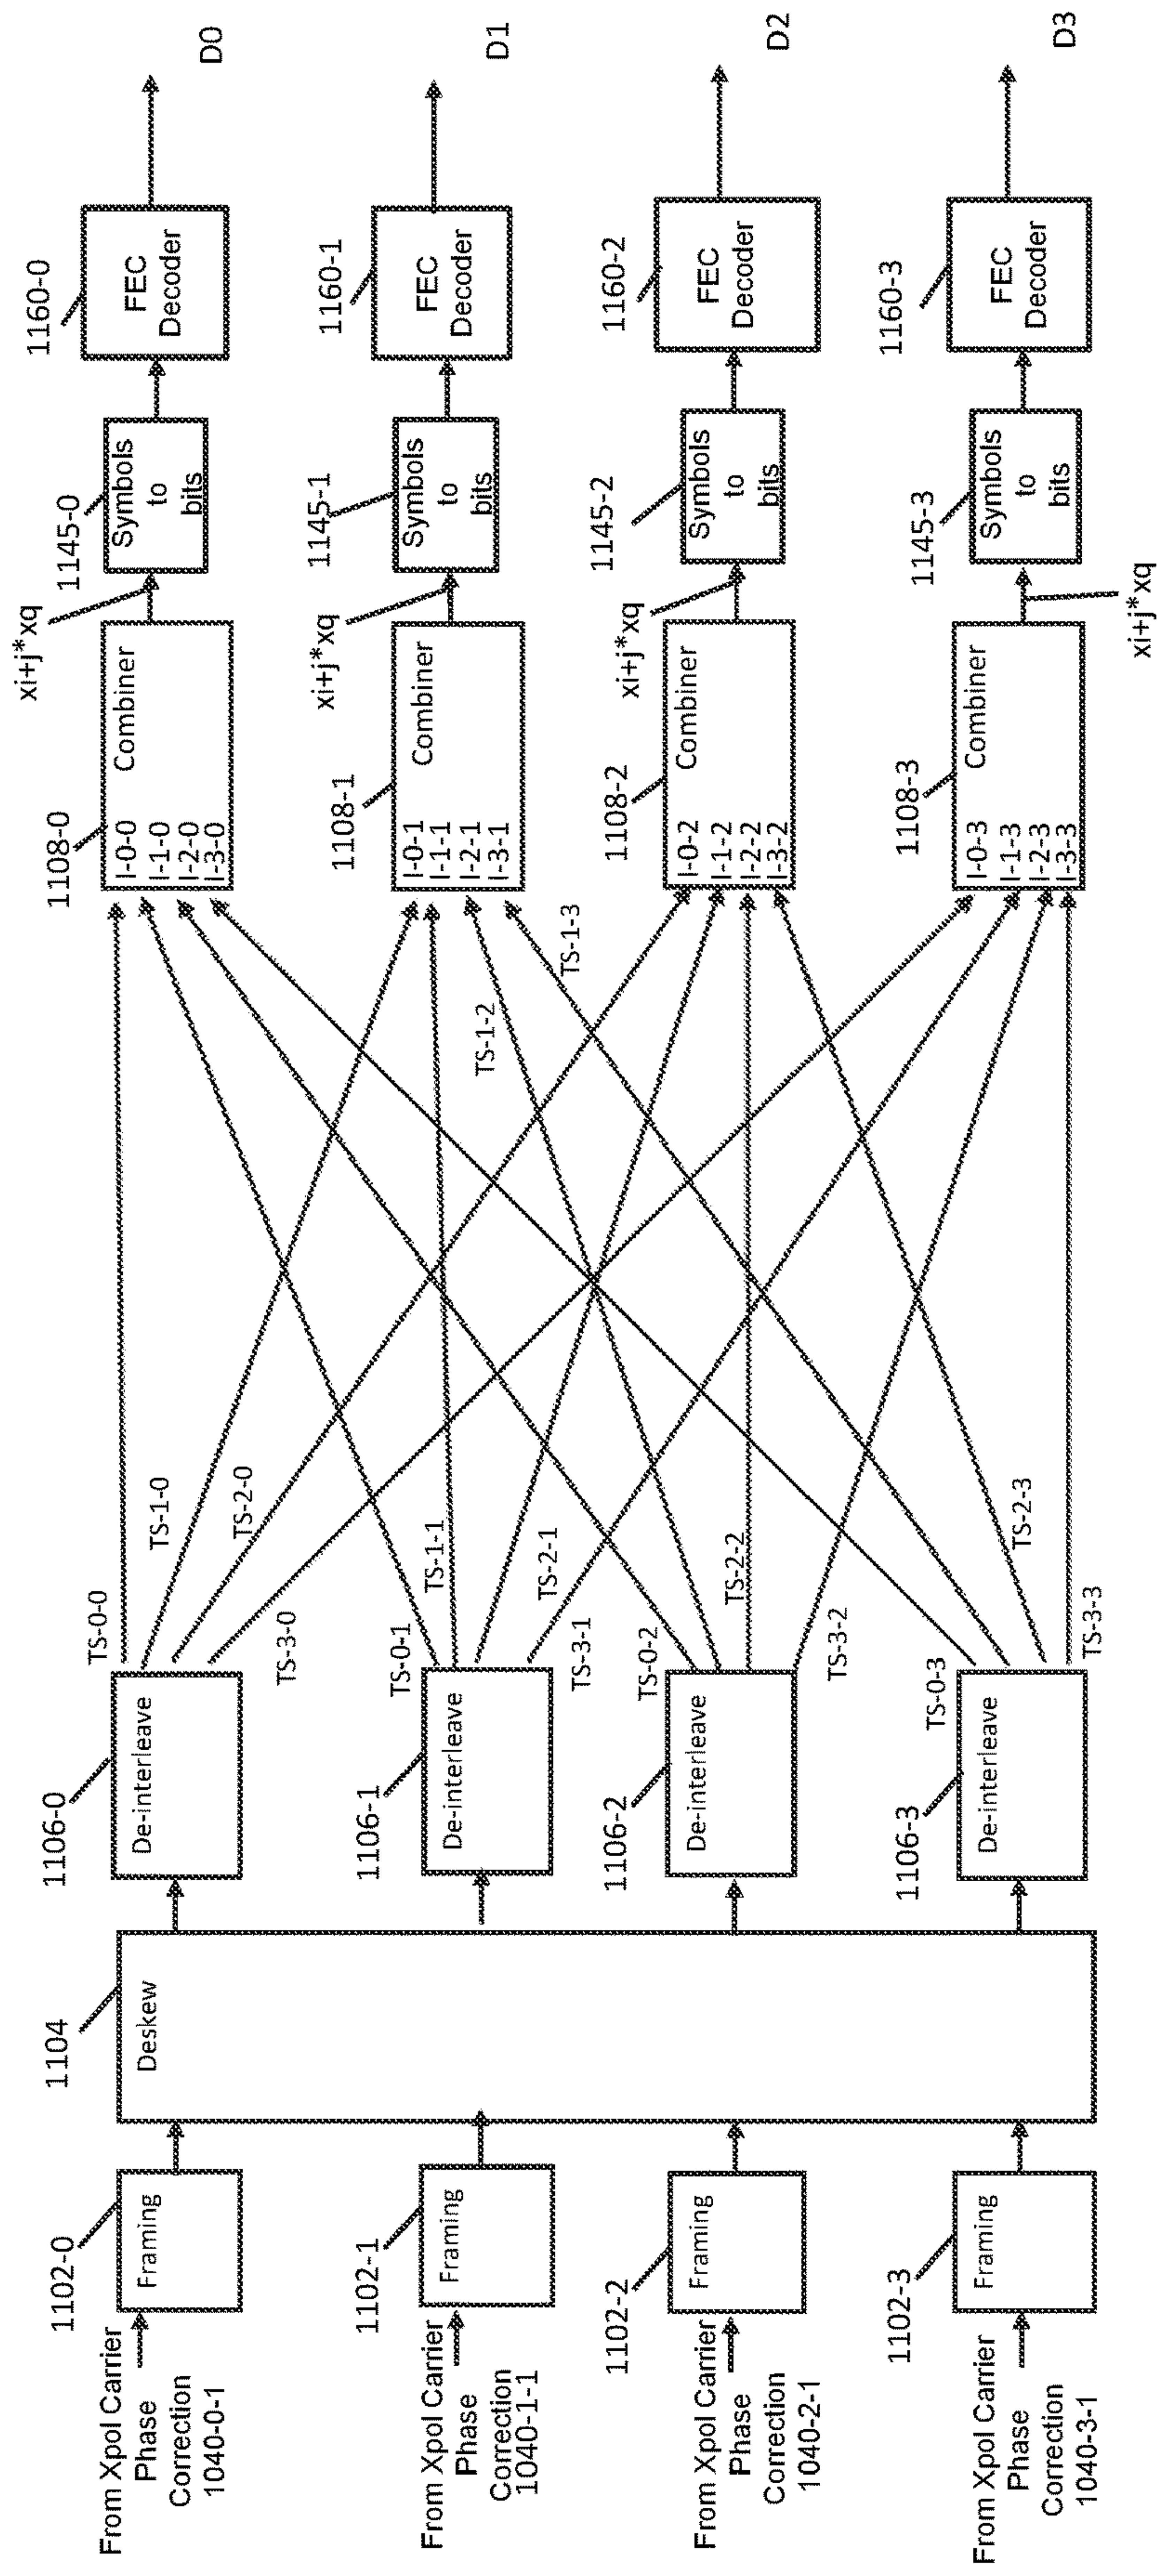 From Xpol Carrier
Phase
Correction
1040-0-1
1102-0
Framing
1104
Deskew
1106-0
De-interleave
TS-0-0
TS-1-0
TS-2-0
TS-3-0
1108-0
I-0-0
I-1-0
I-2-0
I-3-0
Combiner
xi+j*xq
1145-0
Symbols
to
bits
1160-0
FEC
Decoder
D0
From Xpol Carrier
Phase
Correction
1040-1-1
1102-1
Framing
1106-1
De-interleave
TS-0-1
TS-1-1
TS-2-1
TS-3-1
TS-1-2
TS-1-3
1108-1
I-0-1
I-1-1
I-2-1
I-3-1
Combiner
xi+j*xq
1145-1
Symbols
to
bits
1160-1
FEC
Decoder
D1
From Xpol Carrier
Phase
Correction
1040-2-1
1102-2
Framing
1106-2
De-interleave
TS-0-2
TS-2-2
TS-3-2
1108-2
I-0-2
I-1-2
I-2-2
I-3-2
Combiner
xi+j*xq
1145-2
Symbols
to
bits
1160-2
FEC
Decoder
D2
From Xpol Carrier
Phase
Correction
1040-3-1
1102-3
Framing
1106-3
De-interleave
TS-0-3
TS-2-3
TS-3-3
1108-3
I-0-3
I-1-3
I-2-3
I-3-3
Combiner
xi+j*xq
1145-3
Symbols
to
bits
1160-3
FEC
Decoder
D3